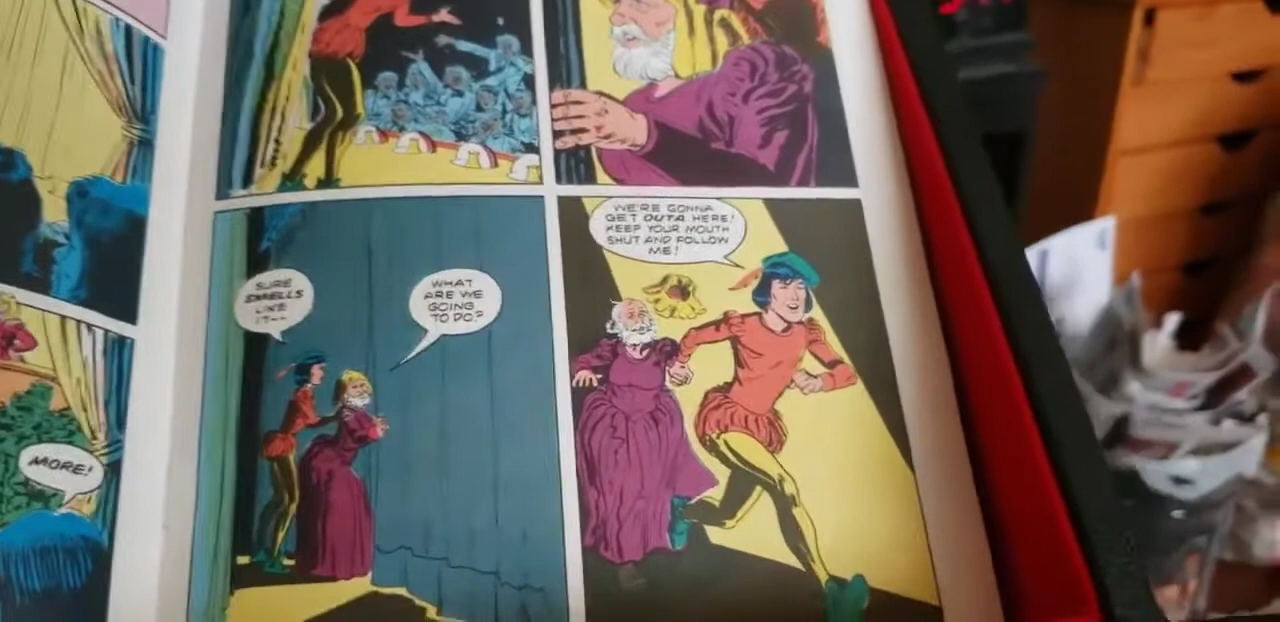 MORE!
SURE
SMELLS
LIKE
IT--
WHAT
ARE WE
GOING
TO DO?
WE'RE GONNA
GET OUTA HERE!
KEEP YOUR MOUTH
SHUT AND FOLLOW
ME!